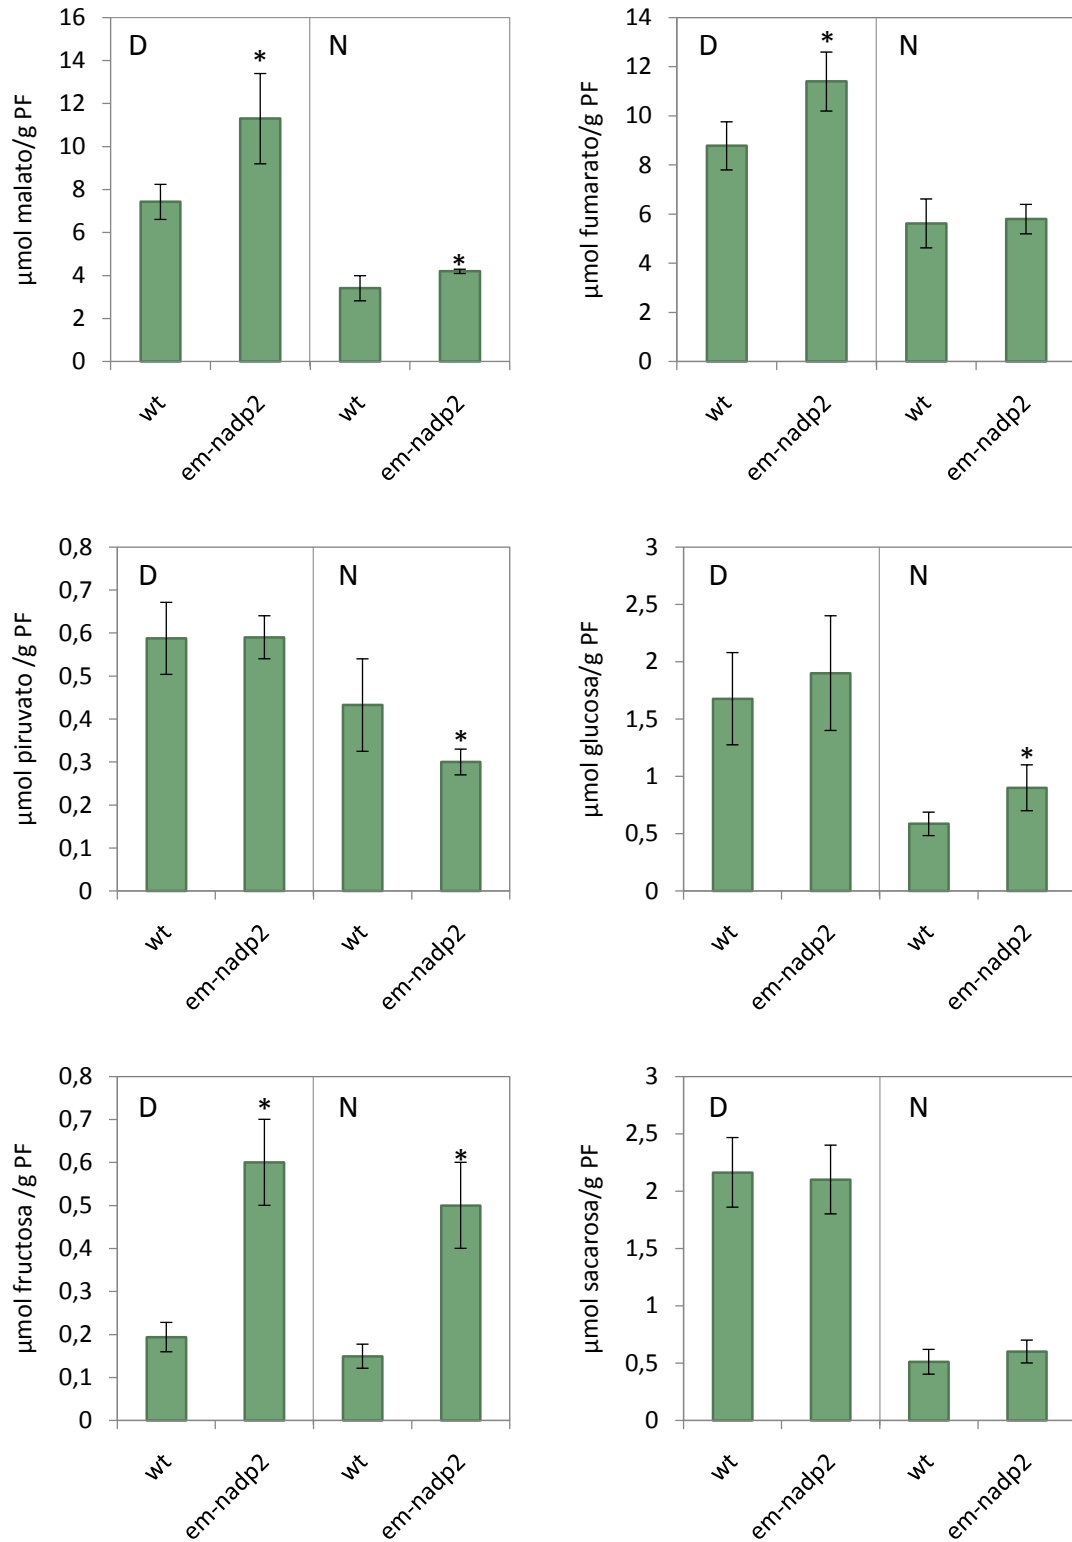 µmol malato/g PF
16
14
12
10
8
6
4
2
0
D
N
*
*
wt
em-nadp2
wt
em-nadp2
µmol fumarato/g PF
14
12
10
8
6
4
2
0
D
N
*
wt
em-nadp2
wt
em-nadp2
µmol piruvato /g PF
0,8
0,7
0,6
0,5
0,4
0,3
0,2
0,1
0
D
N
*
wt
em-nadp2
wt
em-nadp2
µmol glucosa/g PF
3
2,5
2
1,5
1
0,5
0
D
N
*
wt
em-nadp2
wt
em-nadp2
µmol fructosa /g PF
0,8
0,7
0,6
0,5
0,4
0,3
0,2
0,1
0
D
N
*
*
wt
em-nadp2
wt
em-nadp2
µmol sacarosa/g PF
3
2,5
2
1,5
1
0,5
0
D
N
wt
em-nadp2
wt
em-nadp2